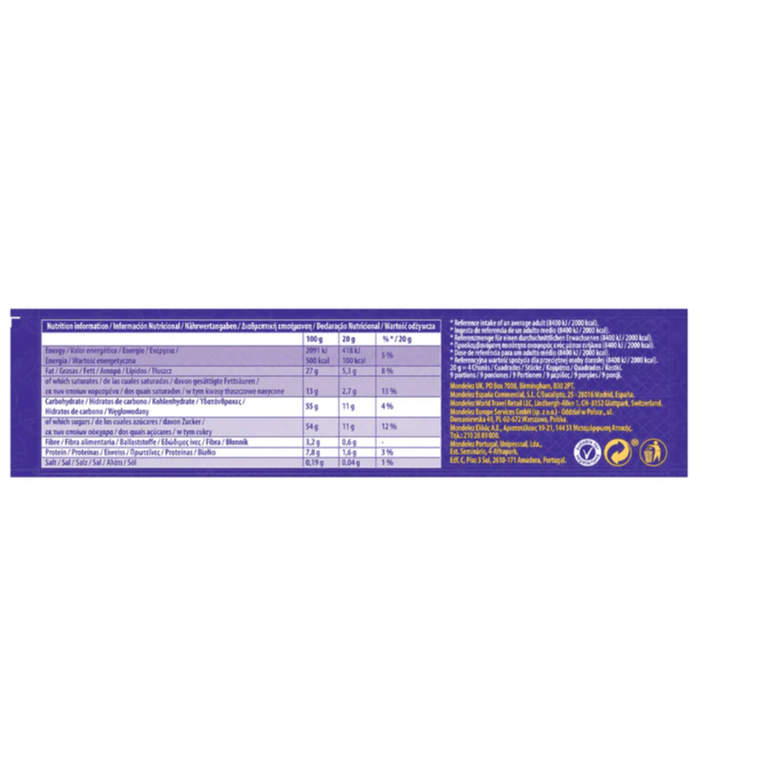 Nutrition information / Información Nutricional / Nährwertangaben / Διαθρεπτική επισήμανση / Declaração Nutricional / Wartość odżywcza
100 g 20 g %* / 20 g
Energy / Valor energético / Energie / Ενέργεια / 2091 kJ 418 kJ 5 %
Energia / Wartość energetyczna 500 kcal 100 kcal
Fat / Grasas / Fett / Λιπαρά / Lípidos / Tłuszcz 27 g 5,3 g 8 %
of which saturates / de las cuales saturadas / davon gesättigte Fettsäuren /
εκ των οποίων κορεσμένα / dos quais saturados / w tym kwasy tłuszczowe nasycone 13 g 2,7 g 13 %
Carbohydrate / Hidratos de carbono / Kohlenhydrate / Υδατάνθρακες /
Hidratos de carbono / Węglowodany 55 g 11 g 4 %
of which sugars / de los cuales azúcares / davon Zucker /
εκ των οποίων σάκχαρα / dos quais açúcares / w tym cukry 54 g 11 g 12 %
Fibre / Fibra alimentaria / Ballaststoffe / Εδώδιμες ίνες / Fibra / Błonnik 3,2 g 0,6 g -
Protein / Proteínas / Eiweiss / Πρωτεΐνες / Proteínas / Białko 7,8 g 1,6 g 3 %
Salt / Sal / Salz / Sal / Αλάτι / Sól 0,19 g 0,04 g 1 %
* Reference intake of an average adult (8400 kJ / 2000 kcal).
* Ingesta de referencia de un adulto medio (8400 kJ / 2000 kcal).
* Referenzmenge für einen durchschnittlichen Erwachsenen (8400 kJ / 2000 kcal).
* Προσλαμβανόμενη ποσότητα αναφοράς ενός μέσου ενήλικα (8400 kJ / 2000 kcal).
* Dose de referência para um adulto médio (8400 kJ / 2000 kcal).
* Referencyjna wartość spożycia dla przeciętnej osoby dorosłej (8400 kJ / 2000 kcal).
20 g = 4 Chunks / Cuadrados / Stücke / Κομμάτια / Quadrados / Kostki.
9 portions / 9 porciones / 9 Portionen / 9 μερίδες / 9 porções / 9 porcji.
Mondelez UK, PO Box 7008, Birmingham, B30 2PT.
Mondelez España Commercial, S.L. C/Eucalipto, 25 - 28016 Madrid, España.
Mondelez World Travel Retail LLC, Lindbergh-Allee 1, CH- 8152 Glattpark, Switzerland.
Mondelez Europe Services GmbH (sp. z o.o.) - Oddział w Polsce, ul.
Domaniewska 49, PL-02-672 Warszawa, Polska.
Mondelez Ελλάς Α.Ε., Αριστοτέλους 19-21, 144 51 Μεταμόρφωση Αττικής,
Τηλ.: 210 28 89 000.
Mondelez Portugal, Unipessoal, Lda.,
Est. Seminário, 4-Alfapark,
Edf. C, Piso 3 Sul, 2610-171 Amadora, Portugal.